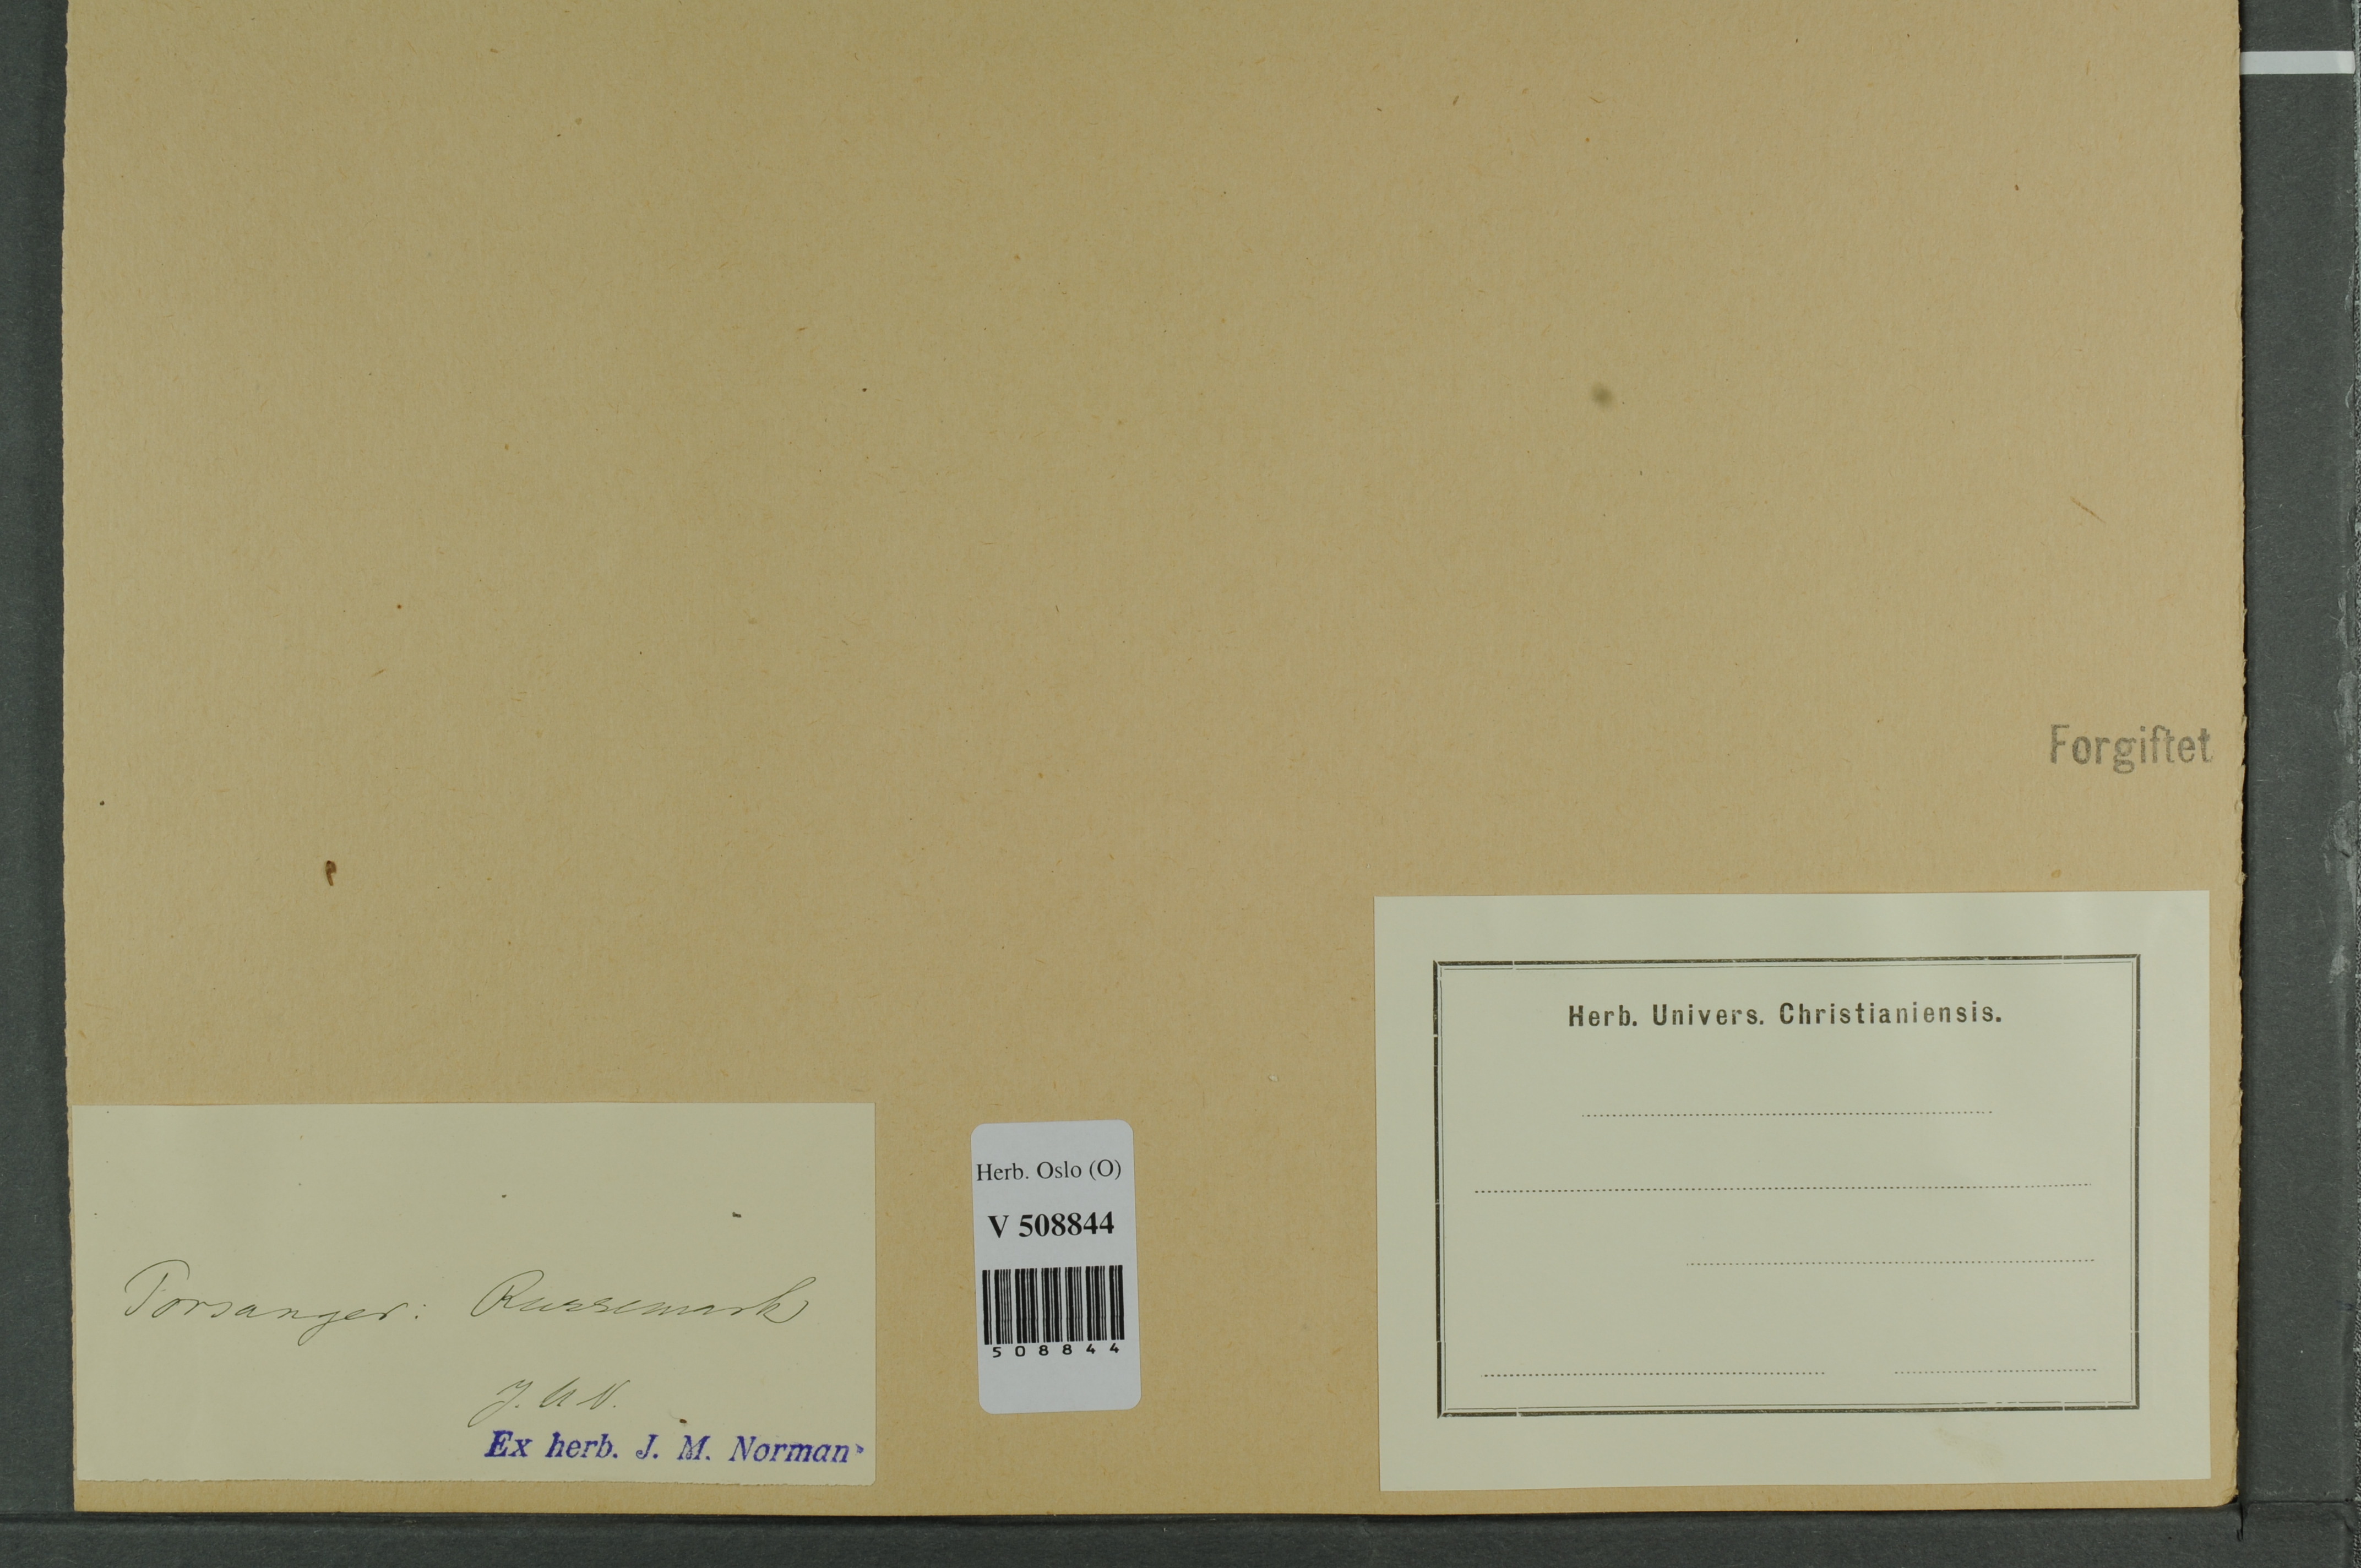 Forgiftet
Herb. Univers. Christianiensis.
Porsanger: Russemark
J. M N.
Ex herb. J. M. Norman
Herb. Oslo (O)
V 508844
508844